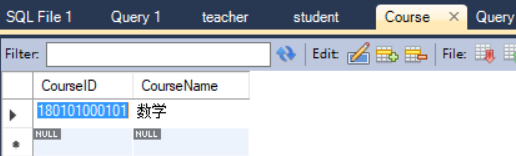 SQL File 1 Query 1 teacher student Course × Query
Filter: Edit: File:
CourseID CourseName
180101000101 数学
NULL NULL